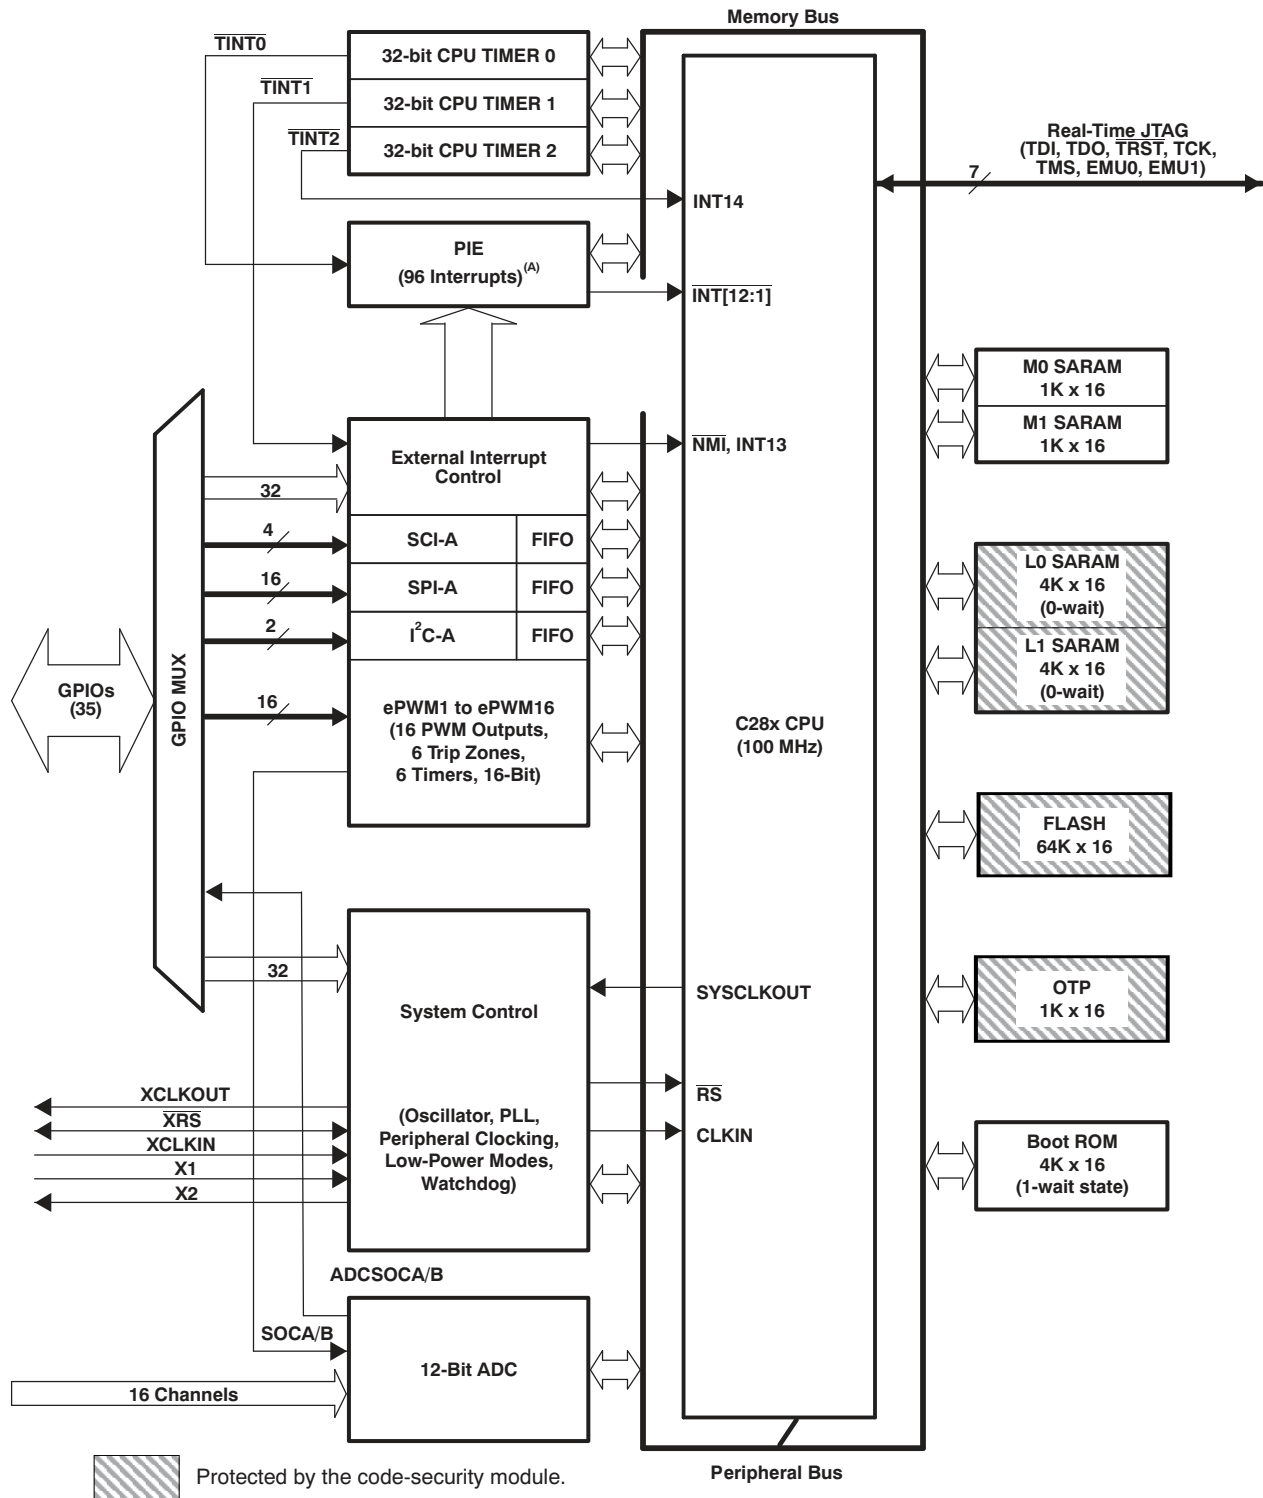 Memory Bus
TINT0
32-bit CPU TIMER 0
TINT1
32-bit CPU TIMER 1
TINT2
32-bit CPU TIMER 2
Real-Time JTAG
(TDI, TDO, TRST, TCK,
TMS, EMU0, EMU1)
7
INT14
PIE
(96 Interrupts)(A)
INT[12:1]
M0 SARAM
1K x 16
M1 SARAM
1K x 16
External Interrupt
Control
NMI, INT13
32
4
SCI-A
FIFO
16
SPI-A
FIFO
2
I2C-A
FIFO
L0 SARAM
4K x 16
(0-wait)
L1 SARAM
4K x 16
(0-wait)
GPIOs
(35)
GPIO MUX
16
ePWM1 to ePWM16
(16 PWM Outputs,
6 Trip Zones,
6 Timers, 16-Bit)
C28x CPU
(100 MHz)
FLASH
64K x 16
32
System Control
SYSCLKOUT
OTP
1K x 16
RS
XCLKOUT
XRS
XCLKIN
X1
X2
(Oscillator, PLL,
Peripheral Clocking,
Low-Power Modes,
Watchdog)
CLKIN
Boot ROM
4K x 16
(1-wait state)
ADCSOCA/B
SOCA/B
12-Bit ADC
16 Channels
Peripheral Bus
Protected by the code-security module.